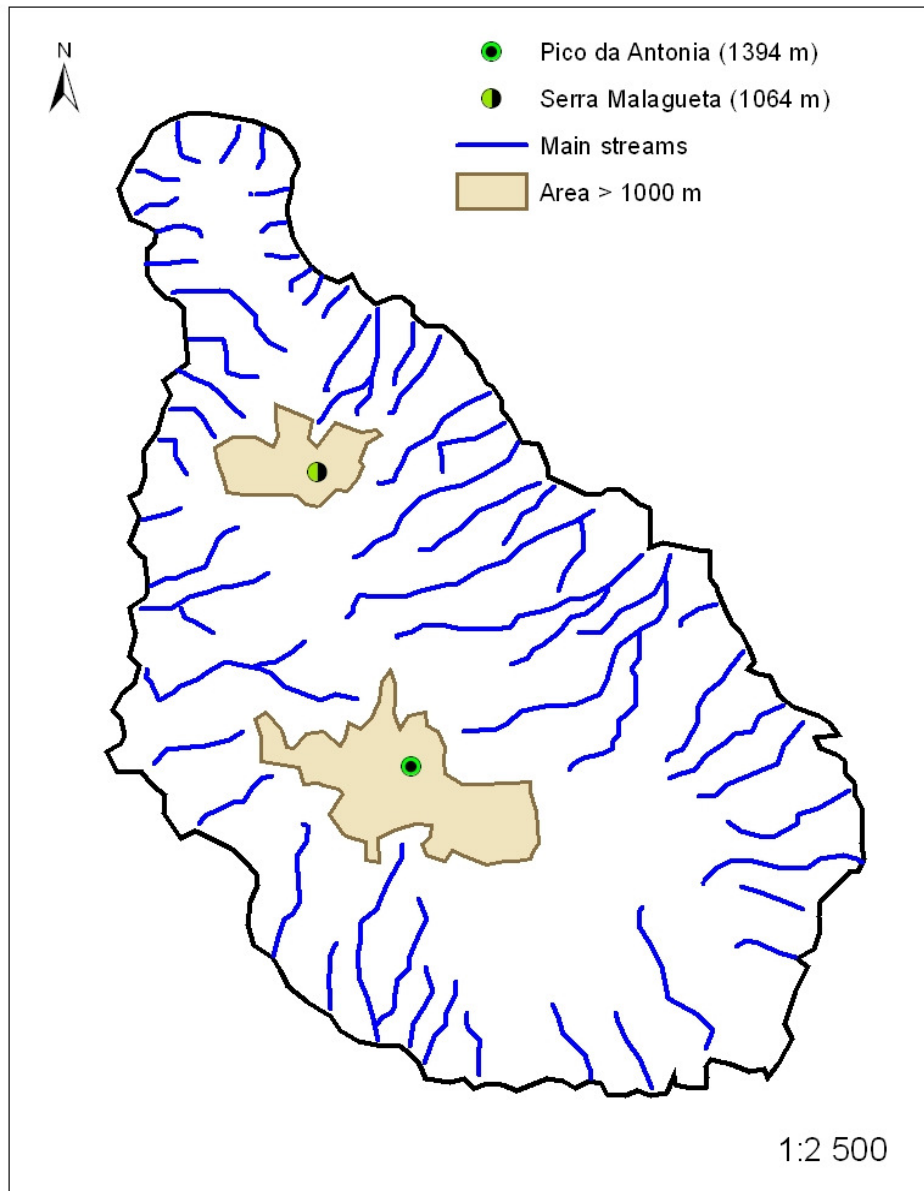 N
Pico da Antonia (1394 m)
Serra Malagueta (1064 m)
Main streams
Area > 1000 m
1:2 500